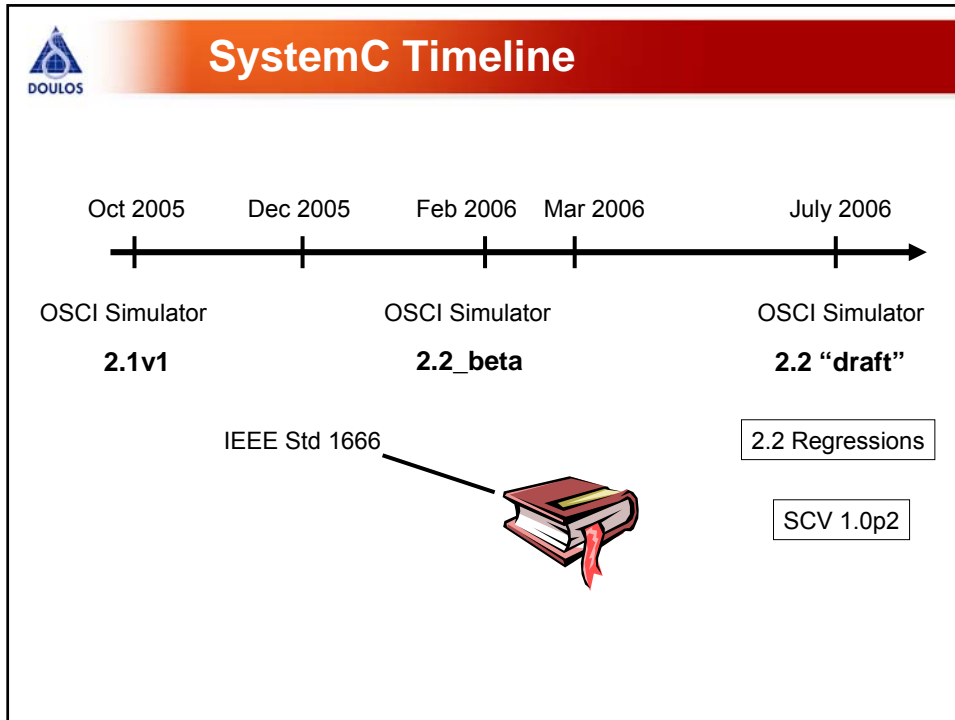 SystemC Timeline
DOULOS
Oct 2005 Dec 2005 Feb 2006 Mar 2006 July 2006
OSCI Simulator OSCI Simulator OSCI Simulator
2.1v1 2.2_beta 2.2 “draft”
IEEE Std 1666 2.2 Regressions
SCV 1.0p2